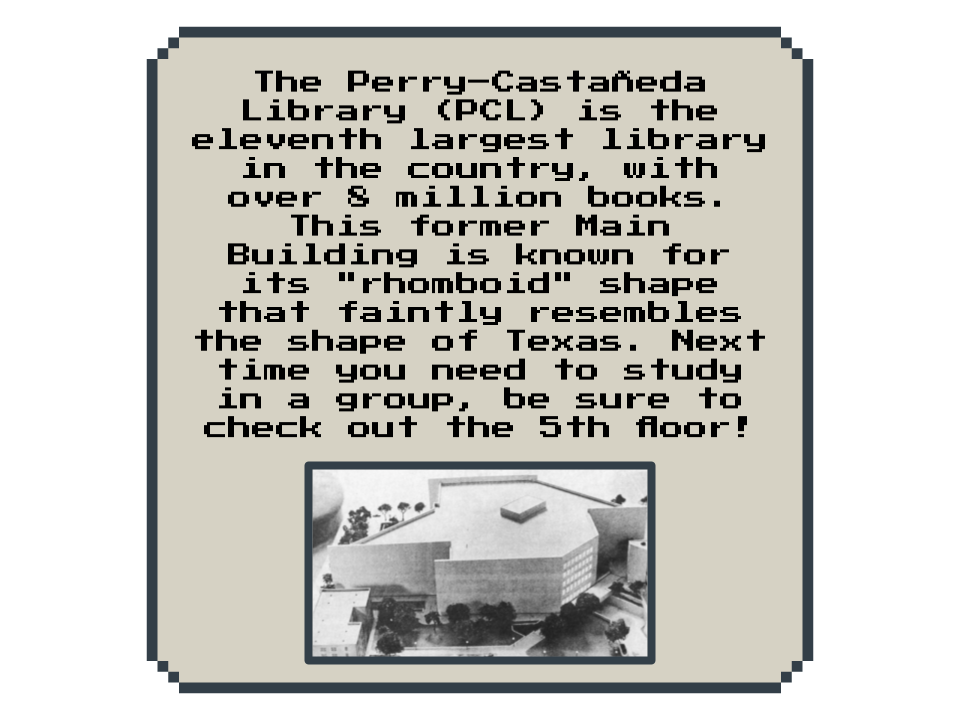 The Perry-Castañeda
Library (PCL) is the
eleventh largest library
in the country, with
over 8 million books.
This former Main
Building is known for
its "rhomboid" shape
that faintly resembles
the shape of Texas. Next
time you need to study
in a group, be sure to
check out the 5th floor!